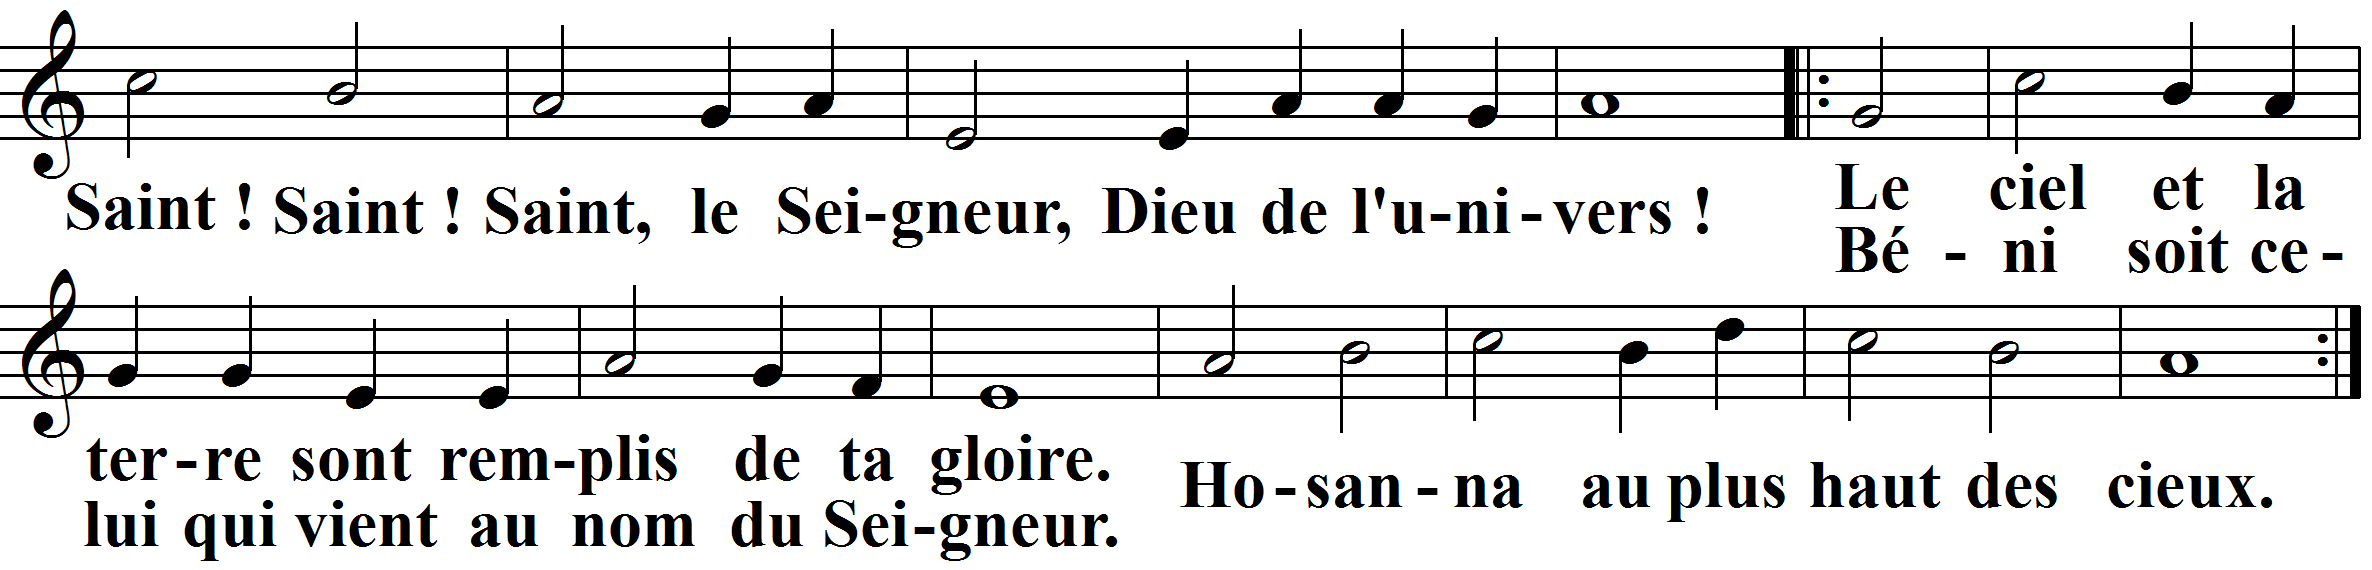 Saint ! Saint ! Saint, le Sei-gneur, Dieu de l'u-ni-vers ! Le ciel et la
Bé - ni soit ce-
ter-re sont rem-plis de ta gloire. Ho-san-na au plus haut des cieux.
lui qui vient au nom du Sei-gneur.